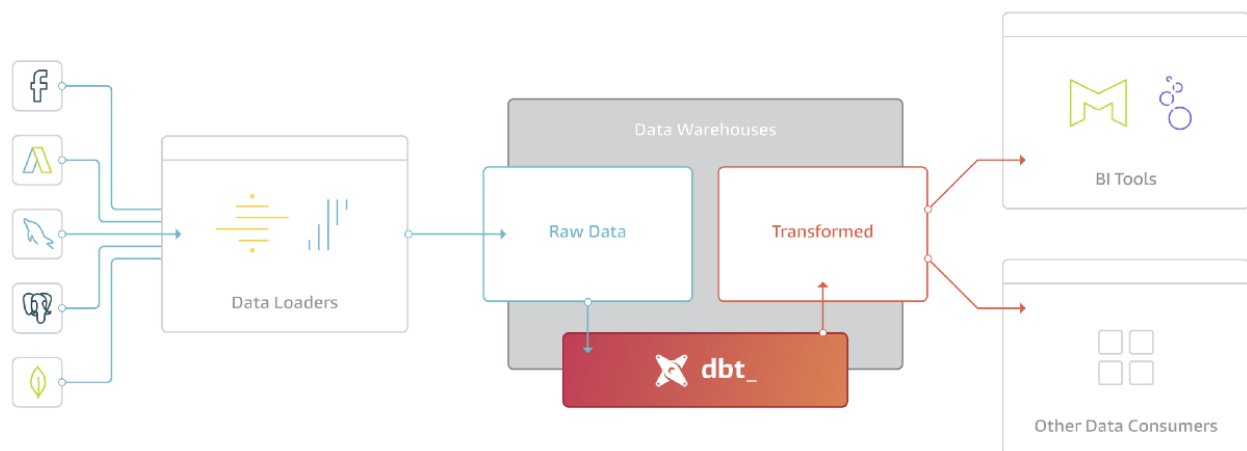 Data Loaders
Data Warehouses
Raw Data
Transformed
dbt_
BI Tools
Other Data Consumers